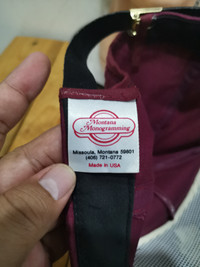 Montana
Monogramming
Missoula, Montana 59801
(406) 721-0772
Made in USA